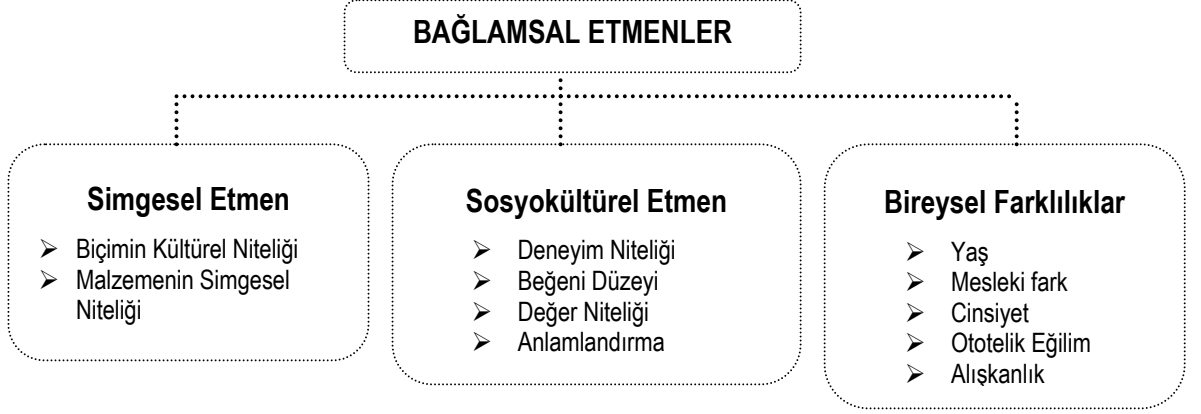 BAĞLAMSAL ETMENLER
Simgesel Etmen
➢ Biçimin Kültürel Niteliği
➢ Malzemenin Simgesel
Niteliği
Sosyokültürel Etmen
➢ Deneyim Niteliği
➢ Beğeni Düzeyi
➢ Değer Niteliği
➢ Anlamlandırma
Bireysel Farklılıklar
➢ Yaş
➢ Mesleki fark
➢ Cinsiyet
➢ Ototelik Eğilim
➢ Alışkanlık